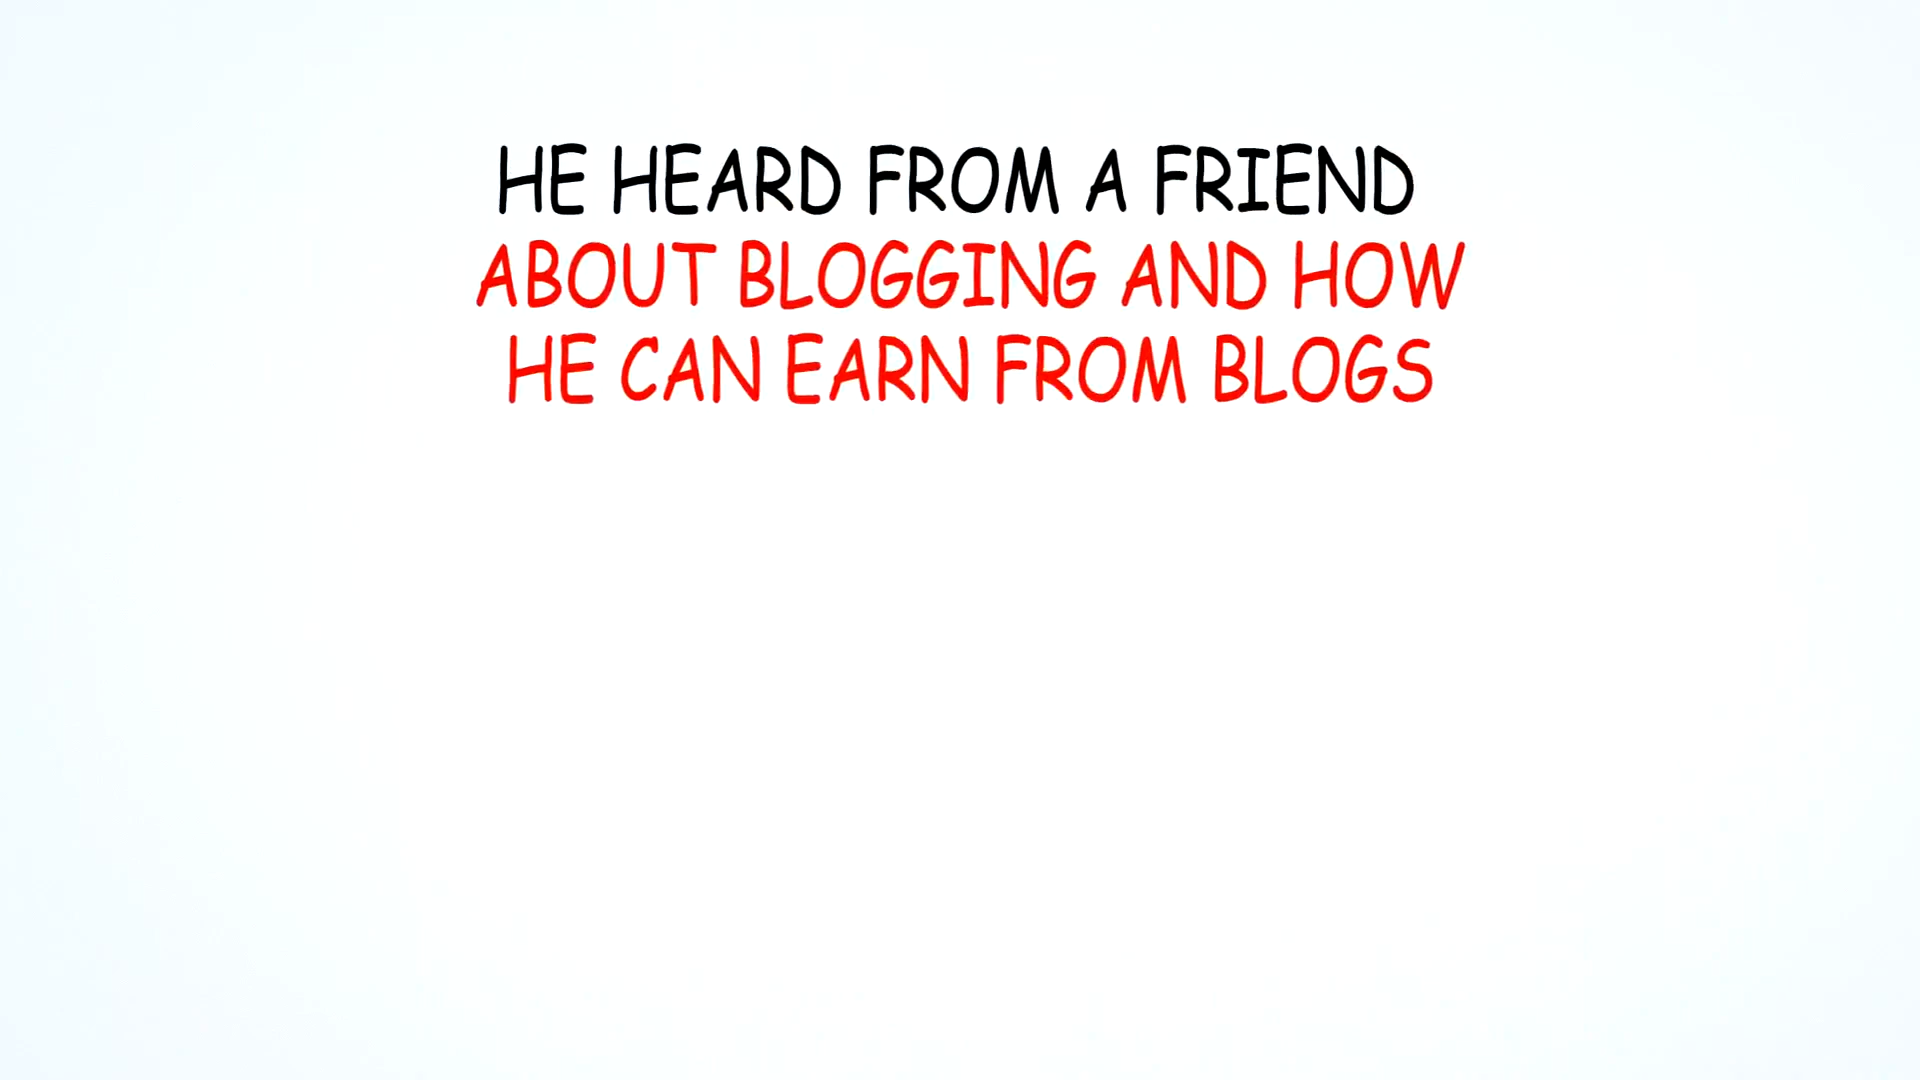 HE HEARD FROM A FRIEND
ABOUT BLOGGING AND HOW
HE CAN EARN FROM BLOGS